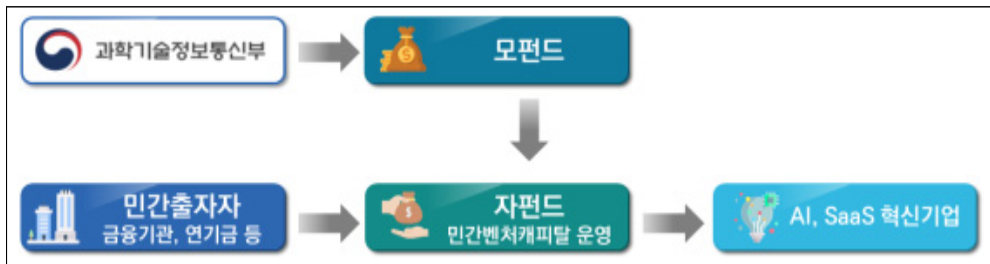 과학기술정보통신부
모펀드
민간출자자
금융기관, 연기금 등
자펀드
민간벤처캐피탈 운영
AI, SaaS 혁신기업